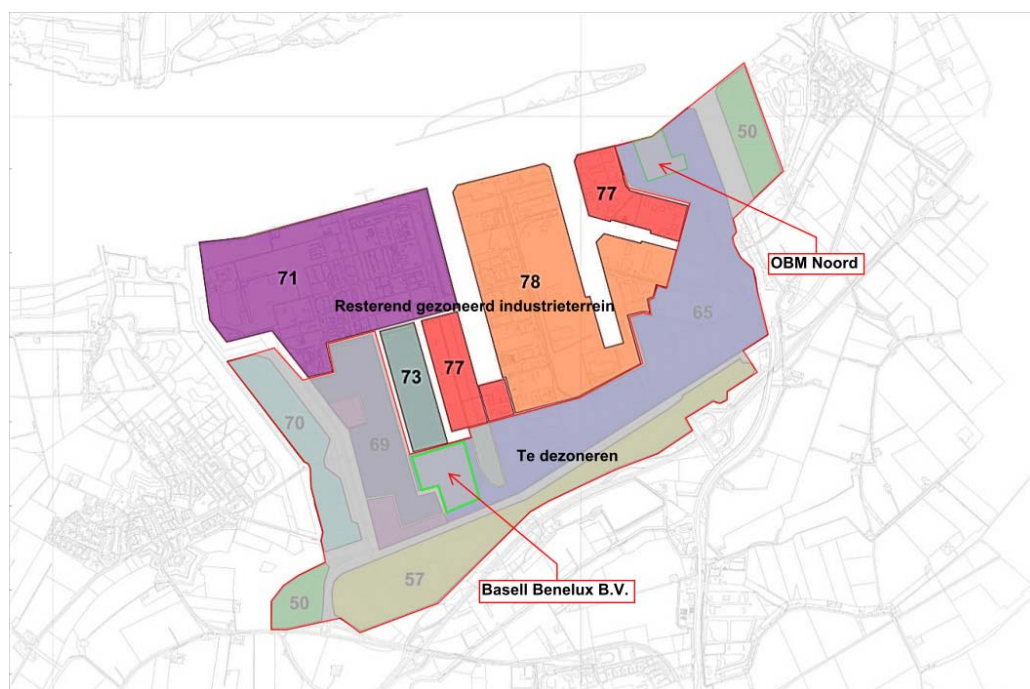 50
77
OBM Noord
71
78
Resterend gezoneerd industrieterrein
65
73
77
70
69
Te dezoneren
57
Basell Benelux B.V.
50